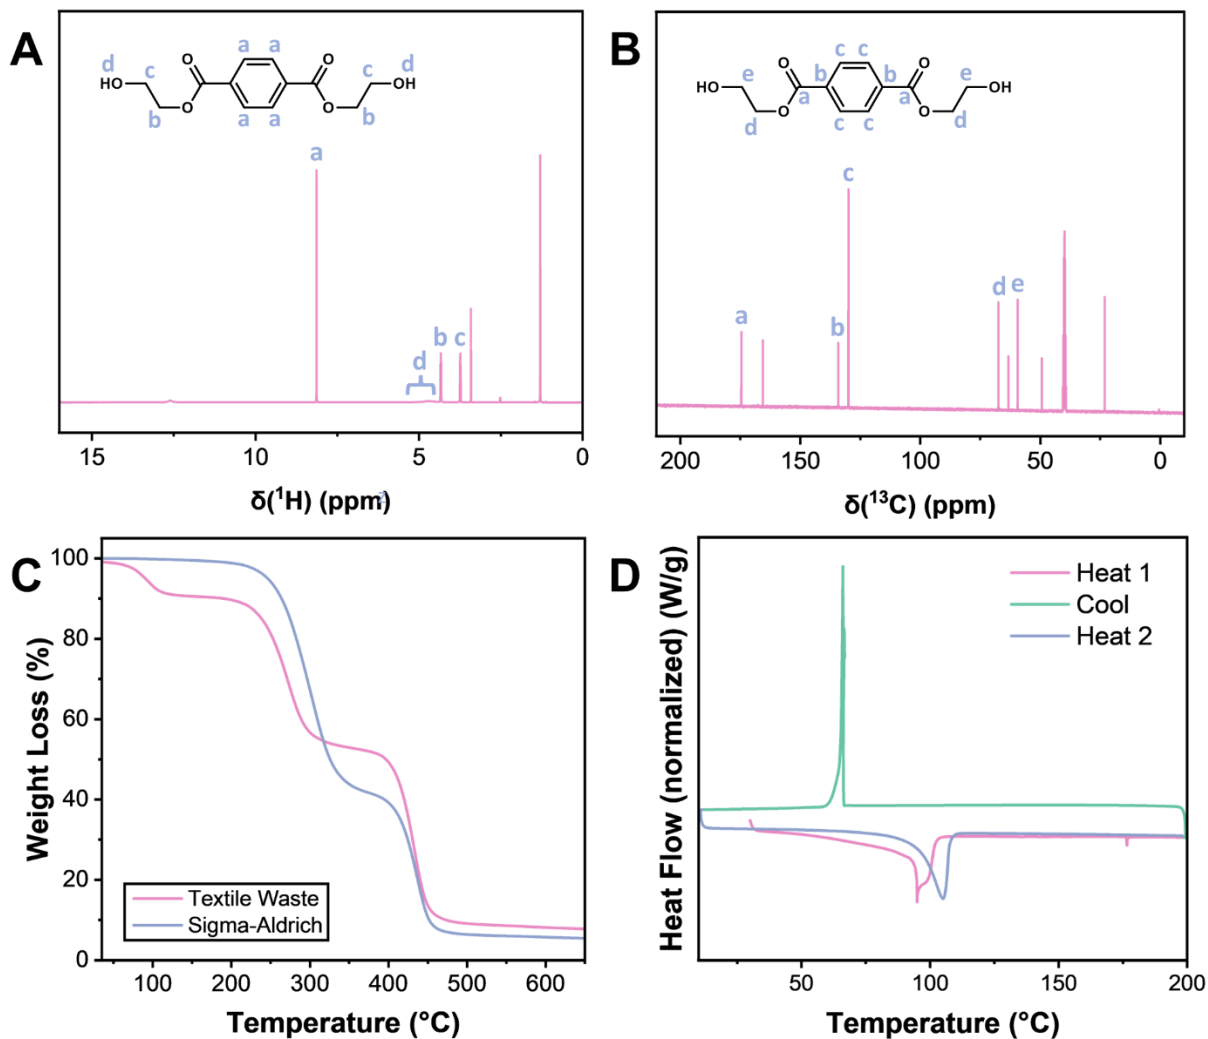 A
a a
d O O d
HO c c OH
O O
b a a b
a
d b c
15 10 5 0
δ(¹H) (ppm)
B
c c
e O O e
HO b b OH
a O O a
d c c d
c
a b d e
200 150 100 50 0
δ(¹³C) (ppm)
C
Weight Loss (%)
100
80
60
40
20
0
Textile Waste
Sigma-Aldrich
100 200 300 400 500 600
Temperature (°C)
D
Heat Flow (normalized) (W/g)
Heat 1
Cool
Heat 2
50 100 150 200
Temperature (°C)